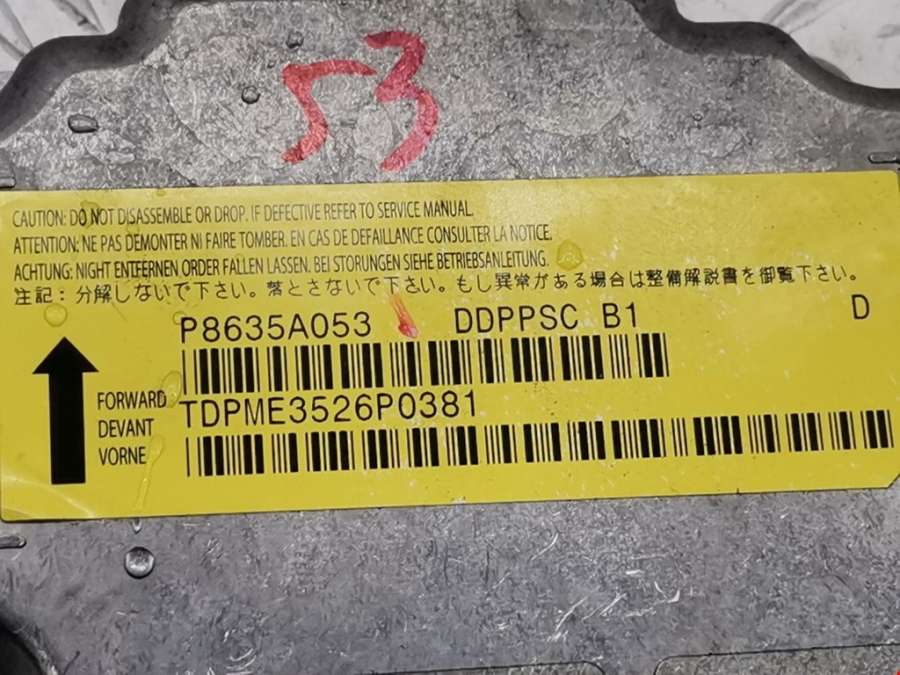 53
CAUTION: DO NOT DISASSEMBLE OR DROP. IF DEFECTIVE REFER TO SERVICE MANUAL.
ATTENTION: NE PAS DEMONTER NI FAIRE TOMBER. EN CAS DE DEFAILLANCE CONSULTER LA NOTICE.
ACHTUNG: NIGHT ENTFERNEN ORDER FALLEN LASSEN. BEI STORUNGEN SIEHE BETRIEBSANLEITUNG.
注記：分解しないで下さい。落とさないで下さい。もし異常がある場合は整備解説書を御覧下さい。
P8635A053 DDPPSC B1 D
FORWARD
TDPME3526P0381
DEVANT
VORNE